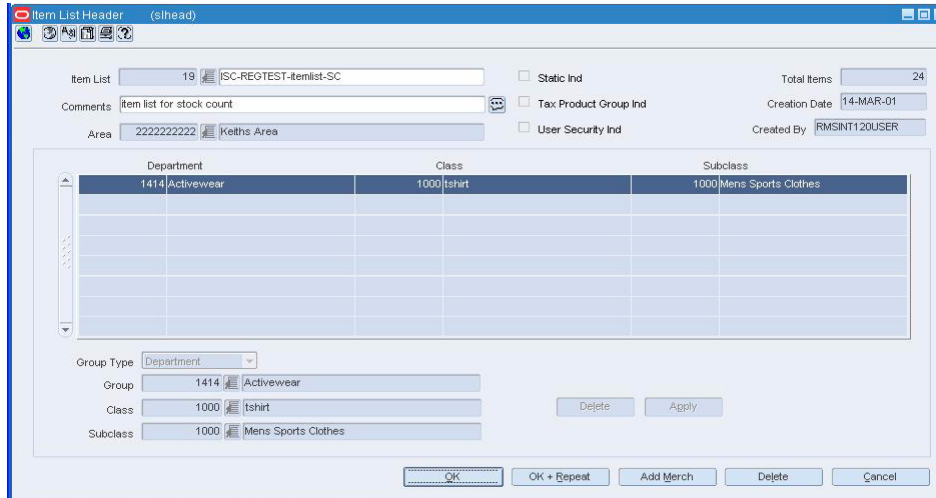 Item List Header (slhead)
Item List 19 ISC-REGTEST-itemlist-SC Static Ind Total Items 24
Comments item list for stock count Tax Product Group Ind Creation Date 14-MAR-01
Area 2222222222 Keiths Area User Security Ind Created By RMSINT120USER
Department Class Subclass
1414 Activewear 1000 tshirt 1000 Mens Sports Clothes
Group Type Department
Group 1414 Activewear
Class 1000 tshirt Delete Apply
Subclass 1000 Mens Sports Clothes
OK OK + Repeat Add Merch Delete Cancel